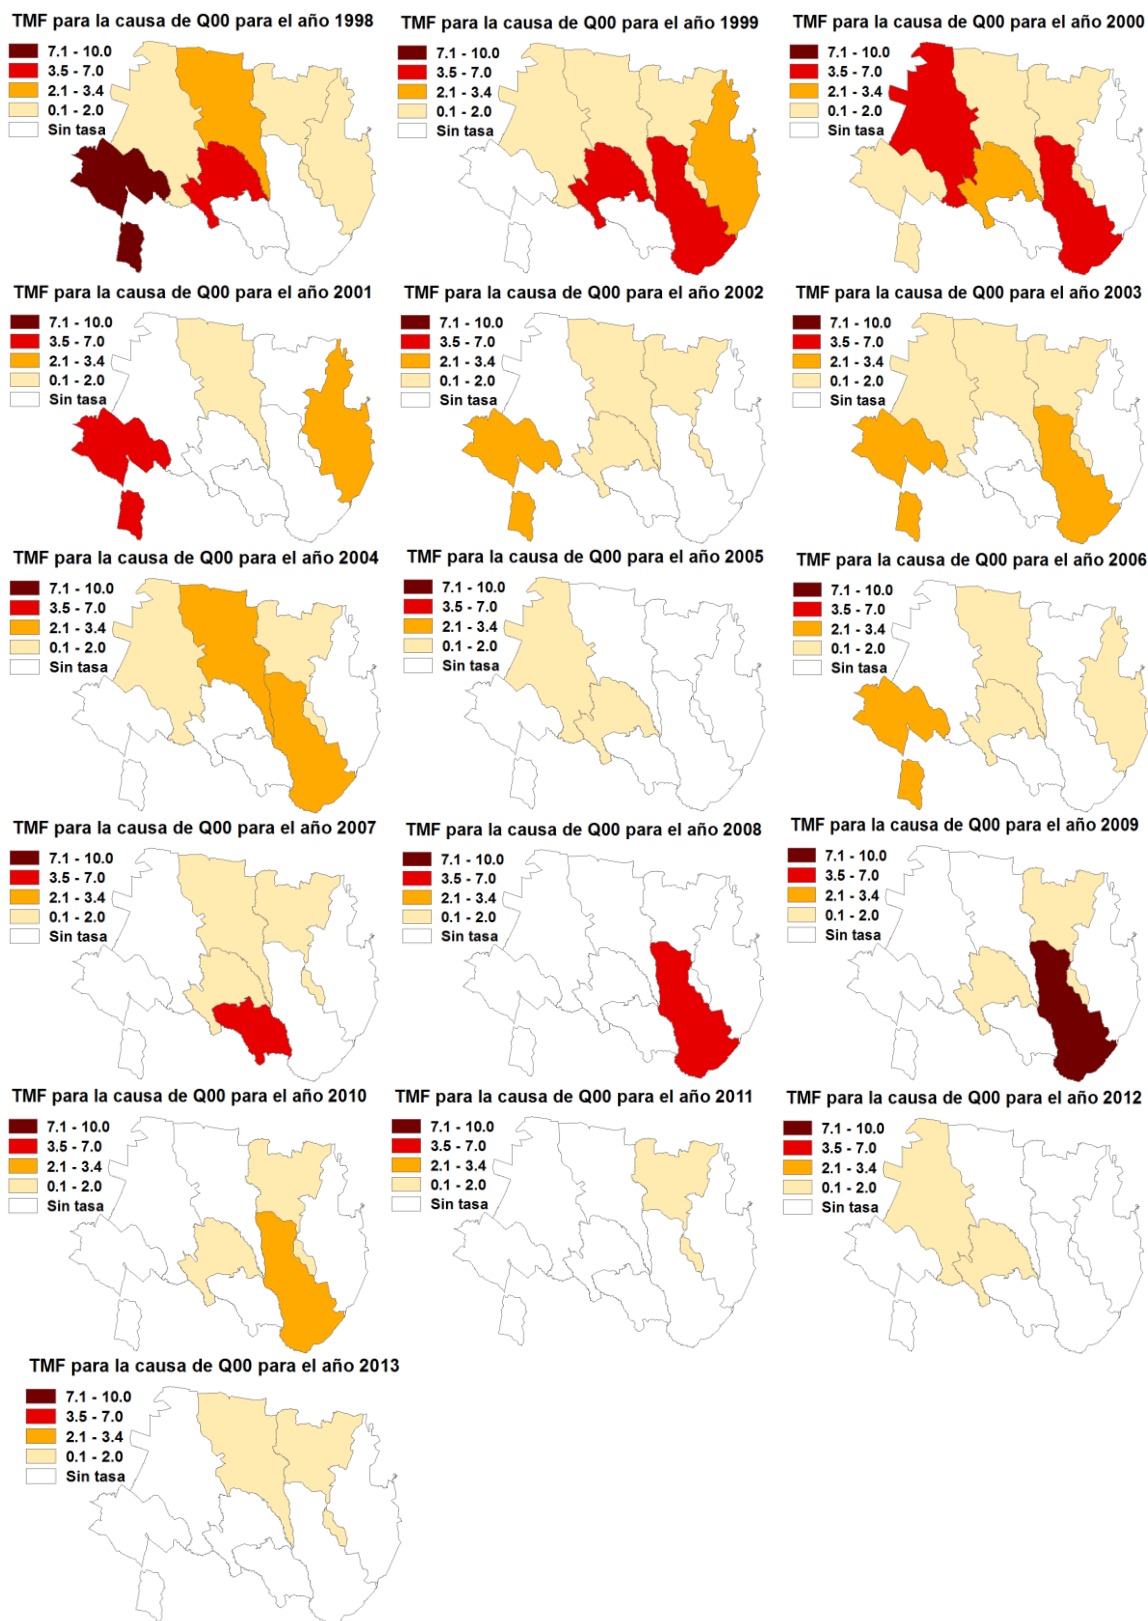 TMF para la causa de Q00 para el año 1998
7.1 - 10.0
3.5 - 7.0
2.1 - 3.4
0.1 - 2.0
Sin tasa
TMF para la causa de Q00 para el año 1999
7.1 - 10.0
3.5 - 7.0
2.1 - 3.4
0.1 - 2.0
Sin tasa
TMF para la causa de Q00 para el año 2000
7.1 - 10.0
3.5 - 7.0
2.1 - 3.4
0.1 - 2.0
Sin tasa
TMF para la causa de Q00 para el año 2001
7.1 - 10.0
3.5 - 7.0
2.1 - 3.4
0.1 - 2.0
Sin tasa
TMF para la causa de Q00 para el año 2002
7.1 - 10.0
3.5 - 7.0
2.1 - 3.4
0.1 - 2.0
Sin tasa
TMF para la causa de Q00 para el año 2003
7.1 - 10.0
3.5 - 7.0
2.1 - 3.4
0.1 - 2.0
Sin tasa
TMF para la causa de Q00 para el año 2004
7.1 - 10.0
3.5 - 7.0
2.1 - 3.4
0.1 - 2.0
Sin tasa
TMF para la causa de Q00 para el año 2005
7.1 - 10.0
3.5 - 7.0
2.1 - 3.4
0.1 - 2.0
Sin tasa
TMF para la causa de Q00 para el año 2006
7.1 - 10.0
3.5 - 7.0
2.1 - 3.4
0.1 - 2.0
Sin tasa
TMF para la causa de Q00 para el año 2007
7.1 - 10.0
3.5 - 7.0
2.1 - 3.4
0.1 - 2.0
Sin tasa
TMF para la causa de Q00 para el año 2008
7.1 - 10.0
3.5 - 7.0
2.1 - 3.4
0.1 - 2.0
Sin tasa
TMF para la causa de Q00 para el año 2009
7.1 - 10.0
3.5 - 7.0
2.1 - 3.4
0.1 - 2.0
Sin tasa
TMF para la causa de Q00 para el año 2010
7.1 - 10.0
3.5 - 7.0
2.1 - 3.4
0.1 - 2.0
Sin tasa
TMF para la causa de Q00 para el año 2011
7.1 - 10.0
3.5 - 7.0
2.1 - 3.4
0.1 - 2.0
Sin tasa
TMF para la causa de Q00 para el año 2012
7.1 - 10.0
3.5 - 7.0
2.1 - 3.4
0.1 - 2.0
Sin tasa
TMF para la causa de Q00 para el año 2013
7.1 - 10.0
3.5 - 7.0
2.1 - 3.4
0.1 - 2.0
Sin tasa